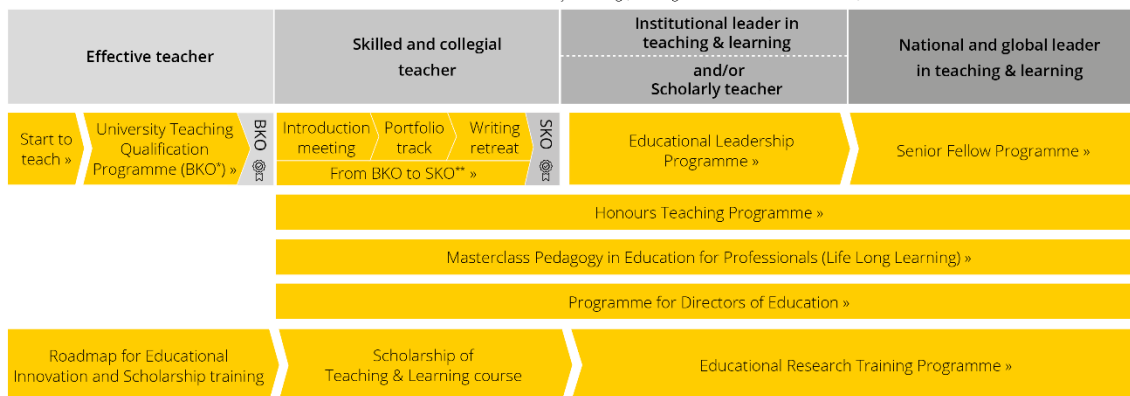 Effective teacher
Skilled and collegial
teacher
Institutional leader in
teaching & learning
and/or
Scholarly teacher
National and global leader
in teaching & learning
Start to
teach »
University Teaching
Qualification
Programme (BKO*) »
BKO
Introduction
meeting
Portfolio
track
Writing
retreat
From BKO to SKO** »
SKO
Educational Leadership
Programme »
Senior Fellow Programme »
Honours Teaching Programme »
Masterclass Pedagogy in Education for Professionals (Life Long Learning) »
Programme for Directors of Education »
Roadmap for Educational
Innovation and Scholarship training
Scholarship of
Teaching & Learning course
Educational Research Training Programme »